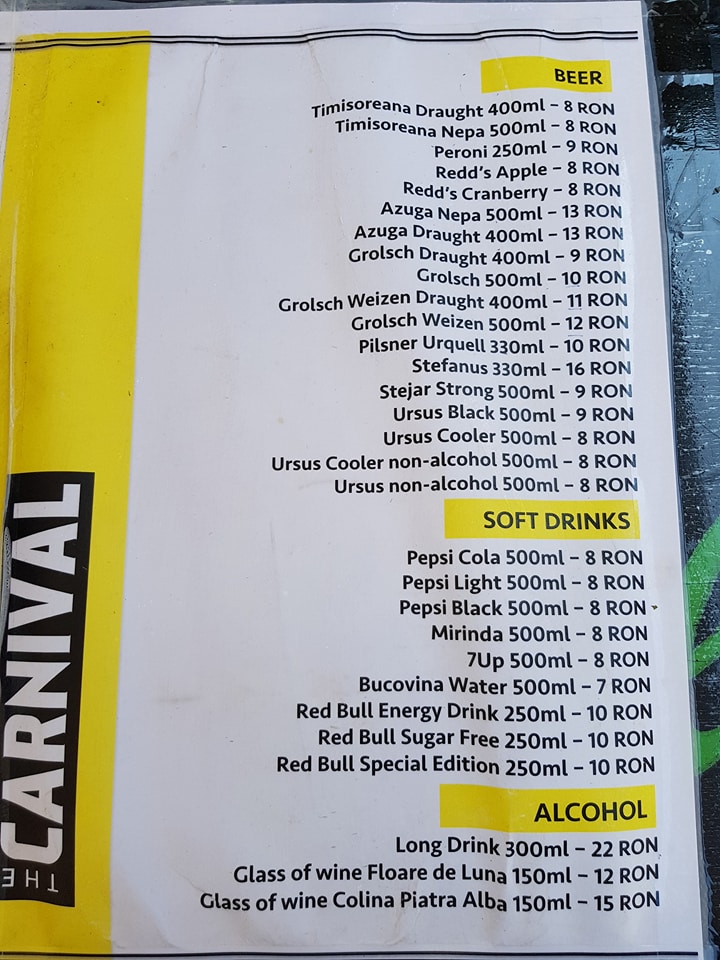 BEER
Timisoreana Draught 400ml – 8 RON
Timisoreana Nepa 500ml – 8 RON
Peroni 250ml – 9 RON
Redd's Apple – 8 RON
Redd's Cranberry – 8 RON
Azuga Nepa 500ml – 13 RON
Azuga Draught 400ml – 13 RON
Grolsch Draught 400ml – 9 RON
Grolsch 500ml – 10 RON
Grolsch Weizen Draught 400ml – 11 RON
Grolsch Weizen 500ml – 12 RON
Pilsner Urquell 330ml – 10 RON
Stefanus 330ml – 16 RON
Stejar Strong 500ml – 9 RON
Ursus Black 500ml – 9 RON
Ursus Cooler 500ml – 8 RON
Ursus Cooler non-alcohol 500ml – 8 RON
Ursus non-alcohol 500ml – 8 RON
SOFT DRINKS
Pepsi Cola 500ml – 8 RON
Pepsi Light 500ml – 8 RON
Pepsi Black 500ml – 8 RON
Mirinda 500ml – 8 RON
7Up 500ml – 8 RON
Bucovina Water 500ml – 7 RON
Red Bull Energy Drink 250ml – 10 RON
Red Bull Sugar Free 250ml – 10 RON
Red Bull Special Edition 250ml – 10 RON
ALCOHOL
Long Drink 300ml – 22 RON
Glass of wine Floare de Luna 150ml – 12 RON
Glass of wine Colina Piatra Alba 150ml – 15 RON
THE
CARNIVAL